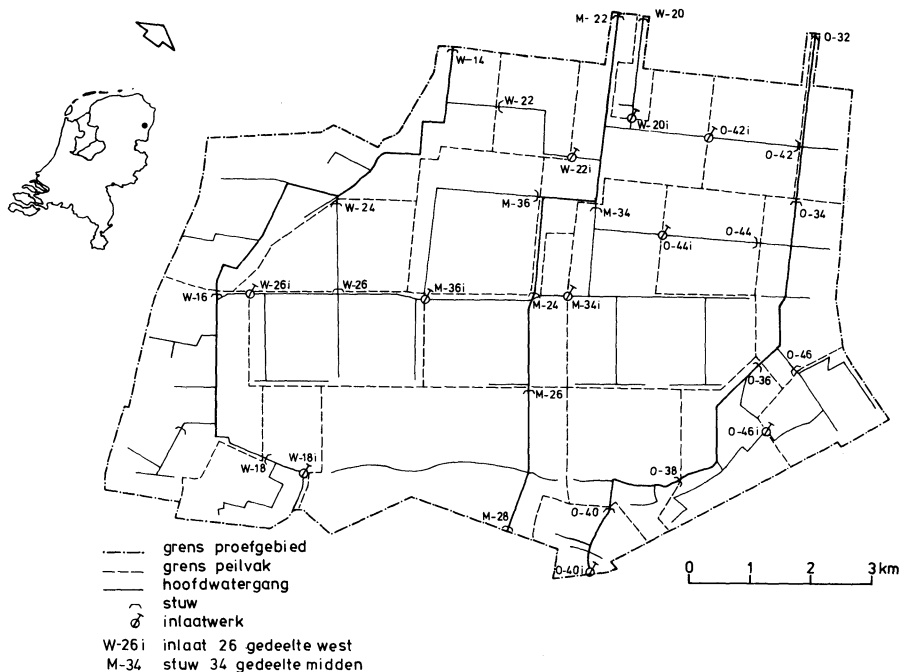 M-22
W-20
O-32
W-14
W-22
W-20i
O-42i
O-42
W-22i
W-24
M-36
M-34
O-34
O-44i
O-44
W-16
W-26i
W-26
M-36i
M-24
M-34i
O-36
O-46
M-26
O-46i
W-18
W-18i
O-38
M-28
O-40
O-40i
grens proefgebied
grens peilvak
hoofdwatergang
stuw
inlaatwerk
W-26i inlaat 26 gedeelte west
M-34 stuw 34 gedeelte midden
0 1 2 3 km